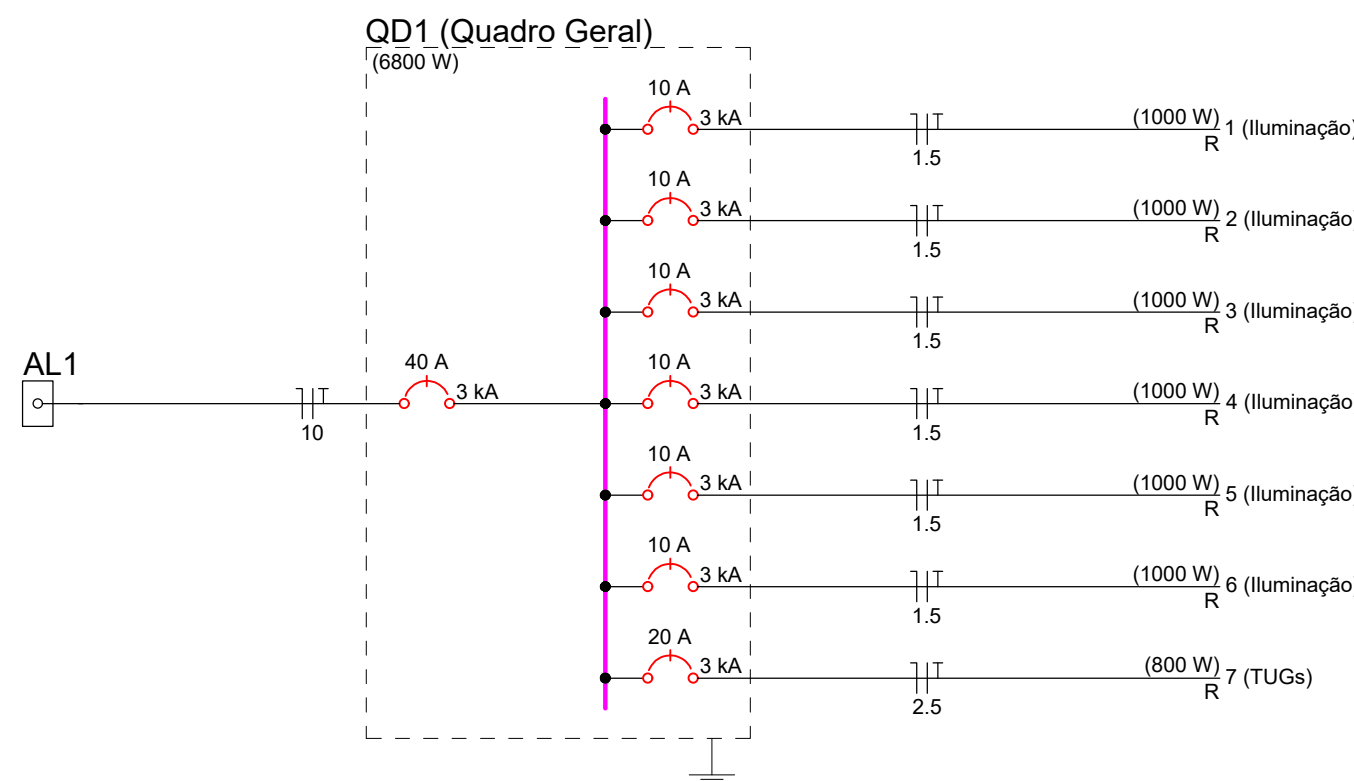 QD1 (Quadro Geral)
(6800 W)
10 A
3 kA
1.5
(1000 W)
R
1 (Iluminação)
10 A
3 kA
1.5
(1000 W)
R
2 (Iluminação)
10 A
3 kA
1.5
(1000 W)
R
3 (Iluminação
AL1
10
40 A
3 kA
10 A
3 kA
1.5
(1000 W)
R
4 (Iluminação
10 A
3 kA
1.5
(1000 W)
R
5 (Iluminação
10 A
3 kA
1.5
(1000 W)
R
6 (Iluminação)
20 A
3 kA
2.5
(800 W)
R
7 (TUGs)